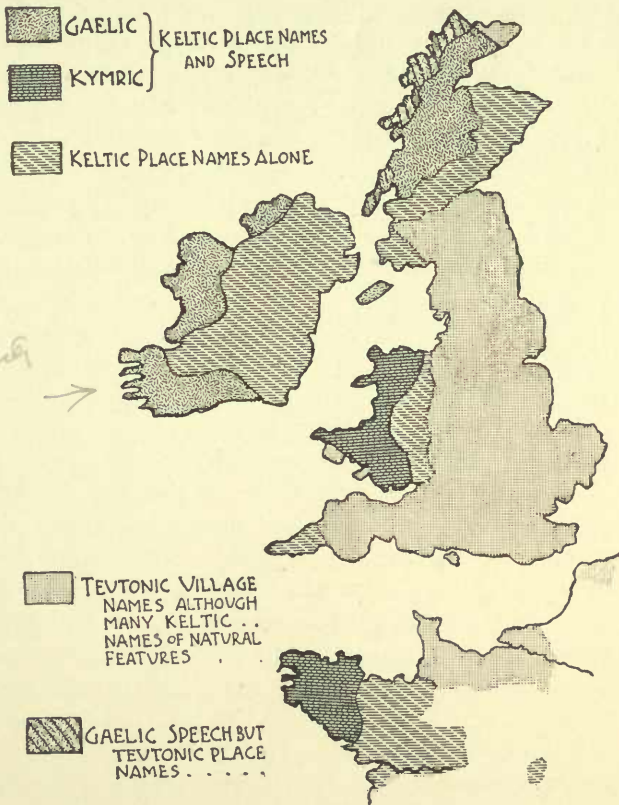 GAELIC
KYMRIC
KELTIC PLACE NAMES
AND SPEECH
KELTIC PLACE NAMES ALONE
TEUTONIC VILLAGE
NAMES ALTHOUGH
MANY KELTIC . .
NAMES OF NATURAL
FEATURES . .
GAELIC SPEECH BUT
TEUTONIC PLACE
NAMES . . . . .